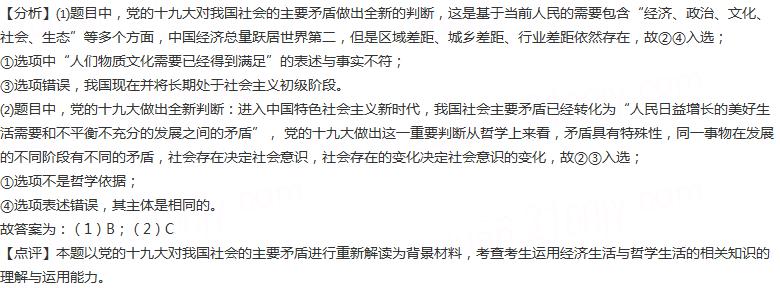 【分析】⑴题目中，党的十九大对我国社会的主要矛盾做出全新的判断，这是基于当前人民的需要包含“经济、政治、文化、
社会、生态”等多个方面，中国经济总量跃居世界第二，但是区域差距、城乡差距、行业差距依然存在，故②④入选；
①选项中“人们物质文化需要已经得到满足”的表述与事实不符；
③选项错误，我国现在并将长期处于社会主义初级阶段。
⑵题目中，党的十九大做出全新判断：进入中国特色社会主义新时代，我国社会主要矛盾已经转化为“人民日益增长的美好生
活需要和不平衡不充分的发展之间的矛盾”，党的十九大做出这一重要判断从哲学上来看，矛盾具有特殊性，同一事物在发展
的不同阶段有不同的矛盾，社会存在决定社会意识，社会存在的变化决定社会意识的变化，故②③入选；
①选项不是哲学依据；
④选项表述错误，其主体是相同的。
故答案为：（1）B；（2）C
【点评】本题以党的十九大对我国社会的主要矛盾进行重新解读为背景材料，考查考生运用经济生活与哲学生活的相关知识的
理解与运用能力。